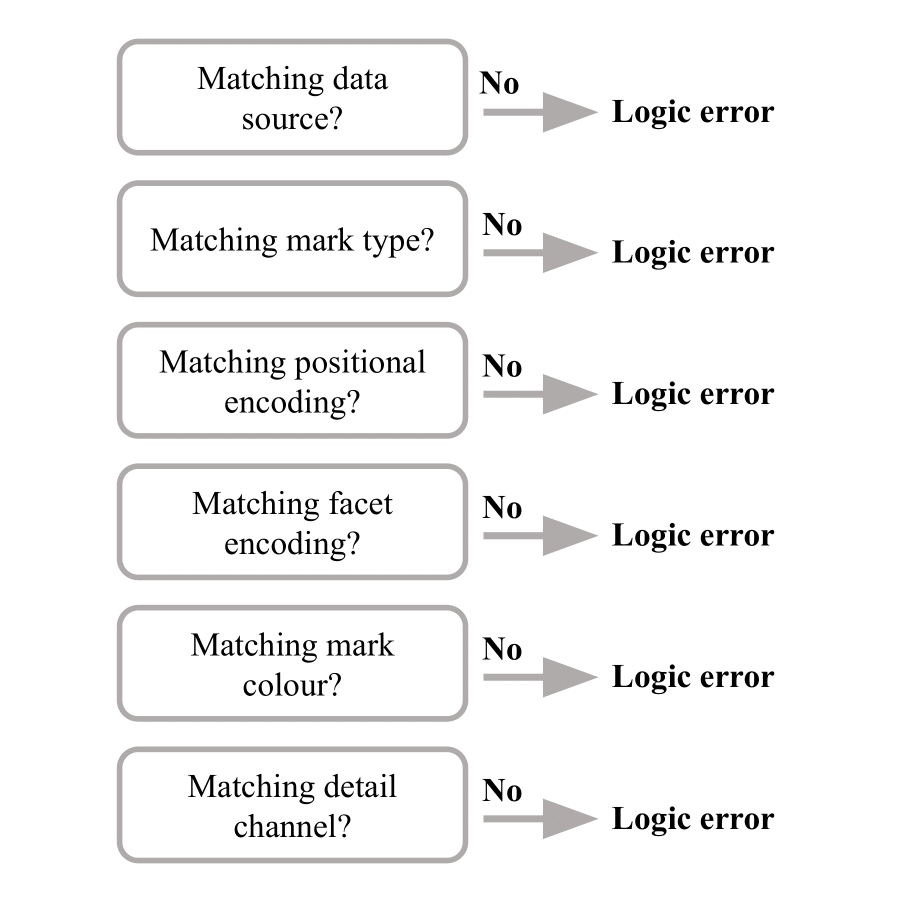 Matching data
source?
No
Logic error
Matching mark type?
No
Logic error
Matching positional
encoding?
No
Logic error
Matching facet
encoding?
No
Logic error
Matching mark
colour?
No
Logic error
Matching detail
channel?
No
Logic error